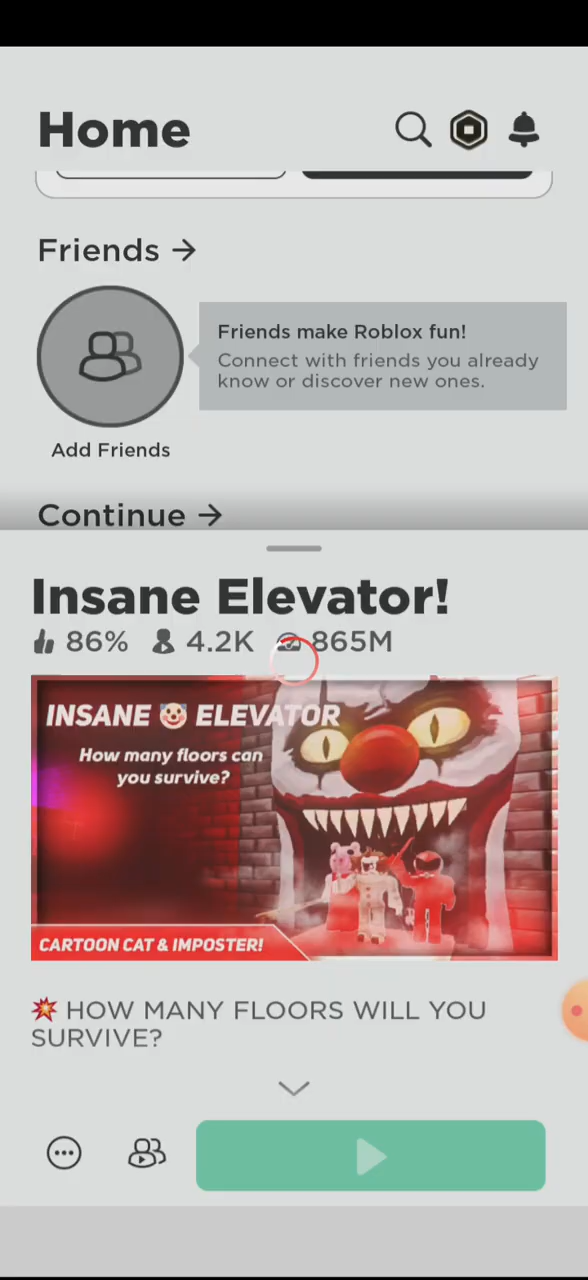 Home
Friends →
Friends make Roblox fun!
Connect with friends you already
know or discover new ones.
Add Friends
Continue →
Insane Elevator!
86% 4.2K 865M
INSANE 🤡 ELEVATOR
How many floors can
you survive?
CARTOON CAT & IMPOSTER!
💥 HOW MANY FLOORS WILL YOU
SURVIVE?